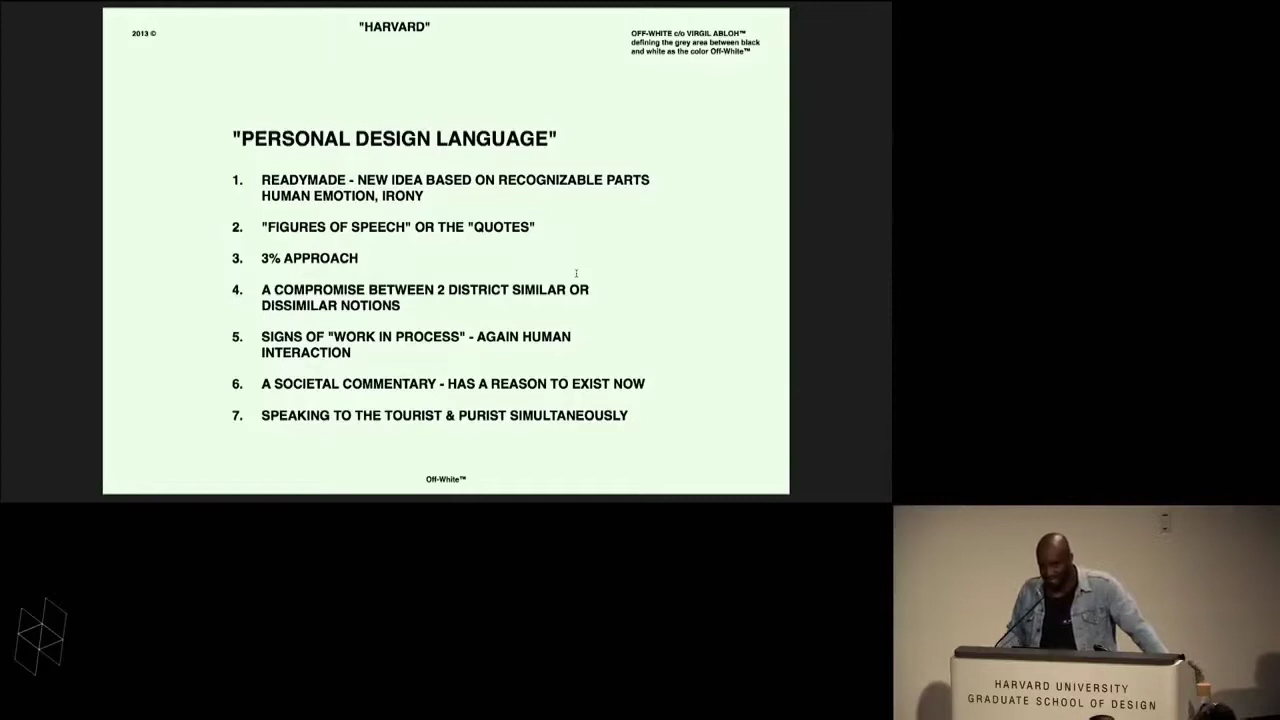 "HARVARD"
2013 ©
OFF-WHITE c/o VIRGIL ABLOH™
defining the grey area between black
and white as the color Off-White™
"PERSONAL DESIGN LANGUAGE"
1. READYMADE - NEW IDEA BASED ON RECOGNIZABLE PARTS
HUMAN EMOTION, IRONY
2. "FIGURES OF SPEECH" OR THE "QUOTES"
3. 3% APPROACH
4. A COMPROMISE BETWEEN 2 DISTRICT SIMILAR OR
DISSIMILAR NOTIONS
5. SIGNS OF "WORK IN PROCESS" - AGAIN HUMAN
INTERACTION
6. A SOCIETAL COMMENTARY - HAS A REASON TO EXIST NOW
7. SPEAKING TO THE TOURIST & PURIST SIMULTANEOUSLY
Off-White™
HARVARD UNIVERSITY
GRADUATE SCHOOL OF DESIGN